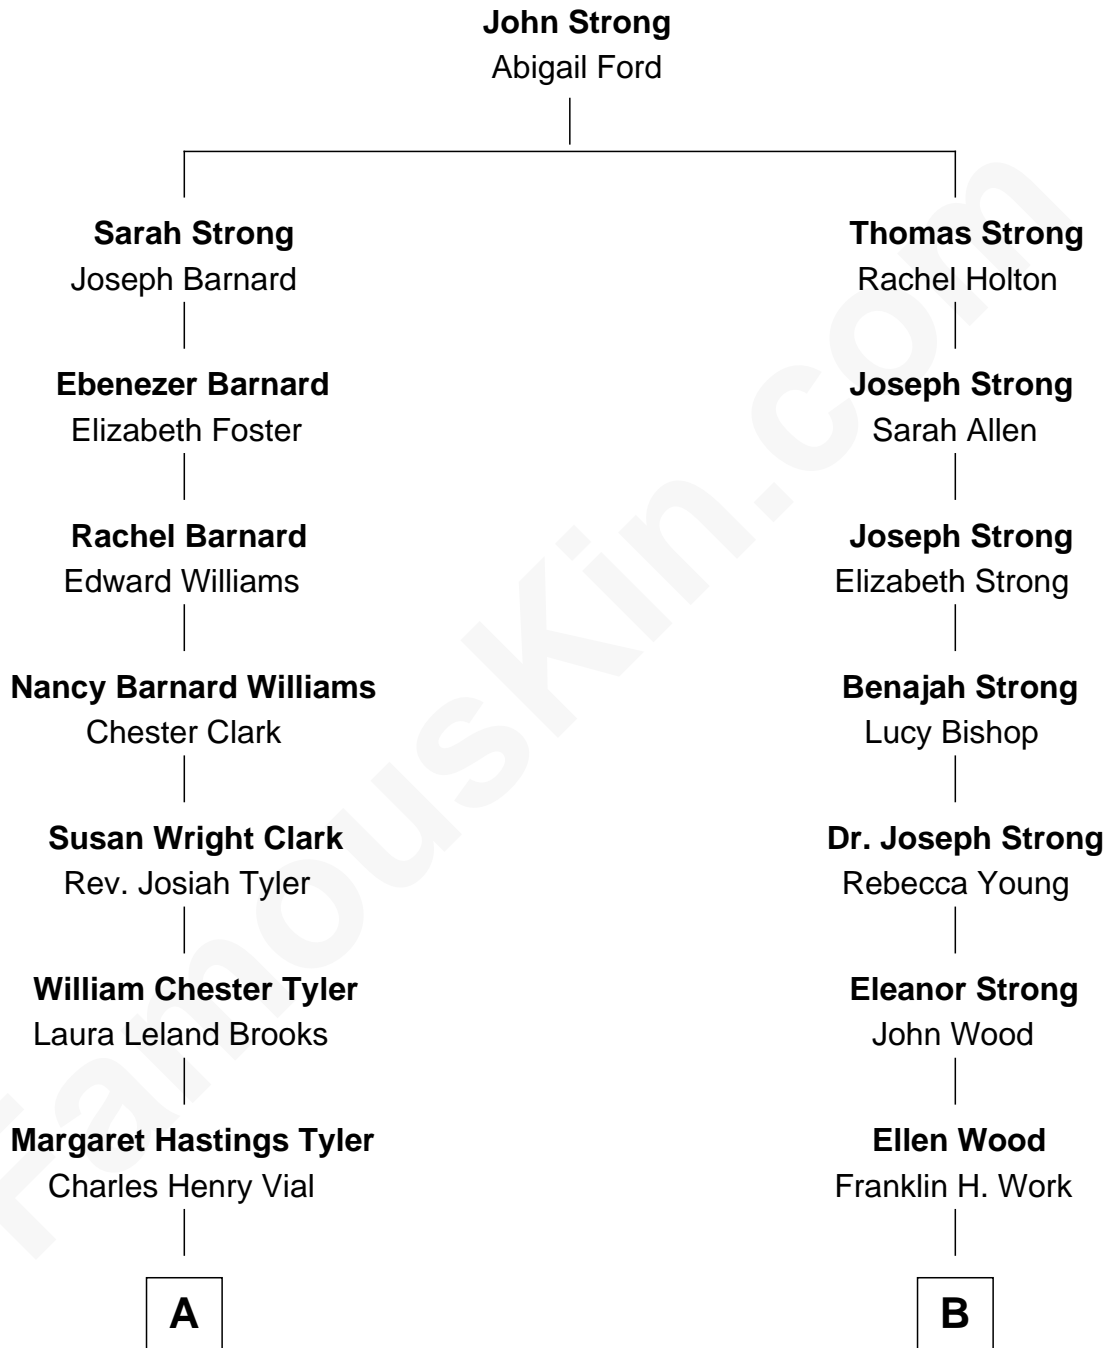 John Strong
Abigail Ford
Sarah Strong
Joseph Barnard
Thomas Strong
Rachel Holton
Ebenezer Barnard
Elizabeth Foster
Joseph Strong
Sarah Allen
Rachel Barnard
Edward Williams
Joseph Strong
Elizabeth Strong
Nancy Barnard Williams
Chester Clark
Benajah Strong
Lucy Bishop
Susan Wright Clark
Rev. Josiah Tyler
Dr. Joseph Strong
Rebecca Young
William Chester Tyler
Laura Leland Brooks
Eleanor Strong
John Wood
Margaret Hastings Tyler
Charles Henry Vial
Ellen Wood
Franklin H. Work
A
B
FamousKin.com